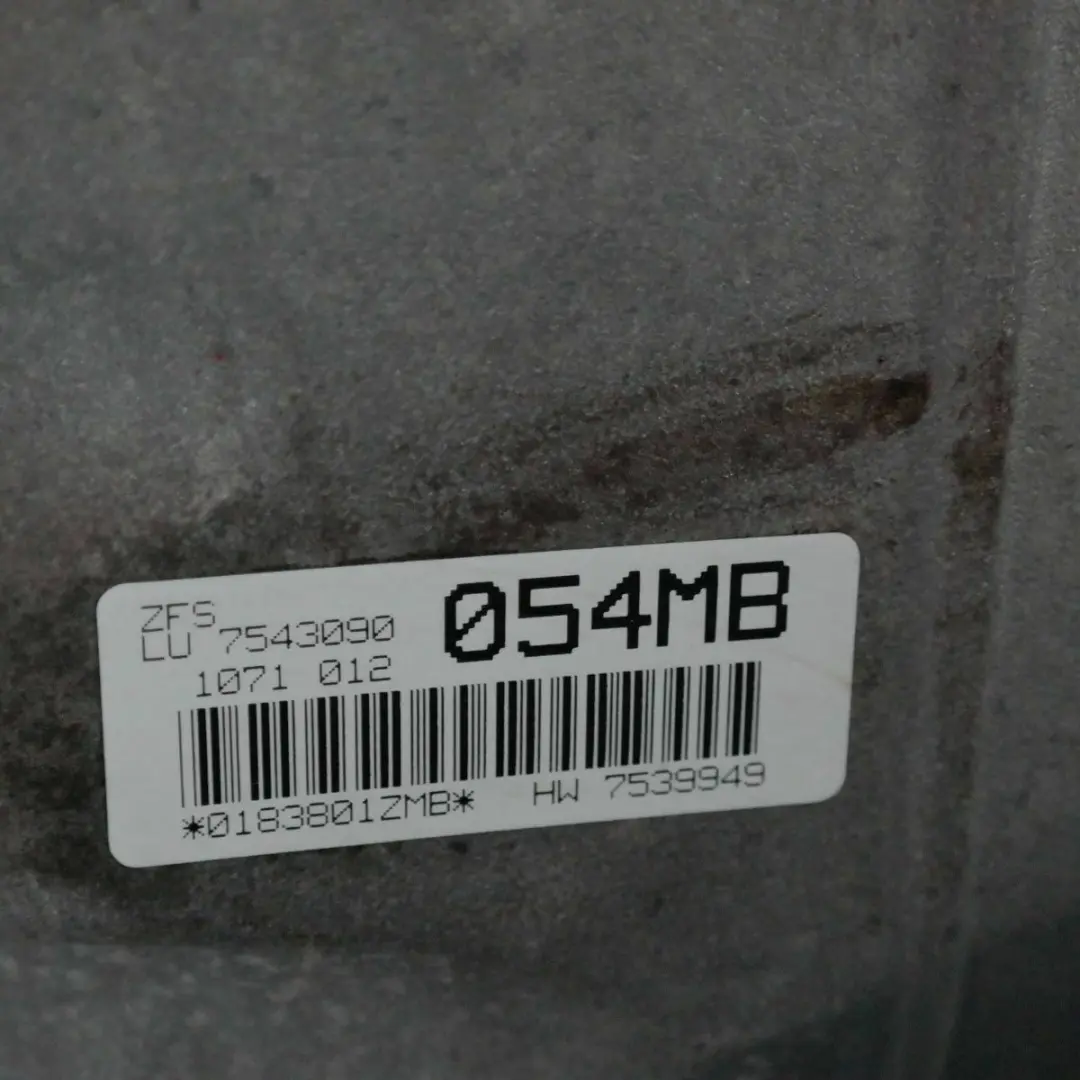 ZFS
LU 7543090
054MB
1071 012
*0183801ZMB* HW 7539949